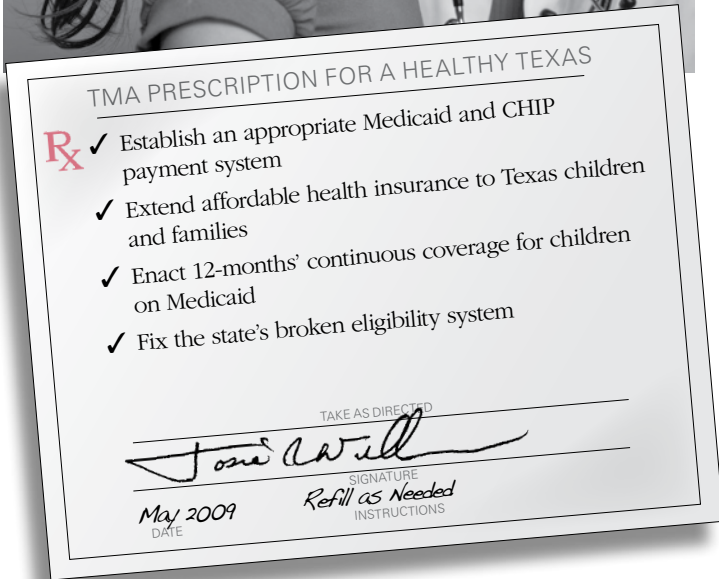 TMA PRESCRIPTION FOR A HEALTHY TEXAS
Rx ✓ Establish an appropriate Medicaid and CHIP
payment system
✓ Extend affordable health insurance to Texas children
and families
✓ Enact 12-months’ continuous coverage for children
on Medicaid
✓ Fix the state’s broken eligibility system
TAKE AS DIRECTED
SIGNATURE
May 2009 Refill as Needed
DATE INSTRUCTIONS